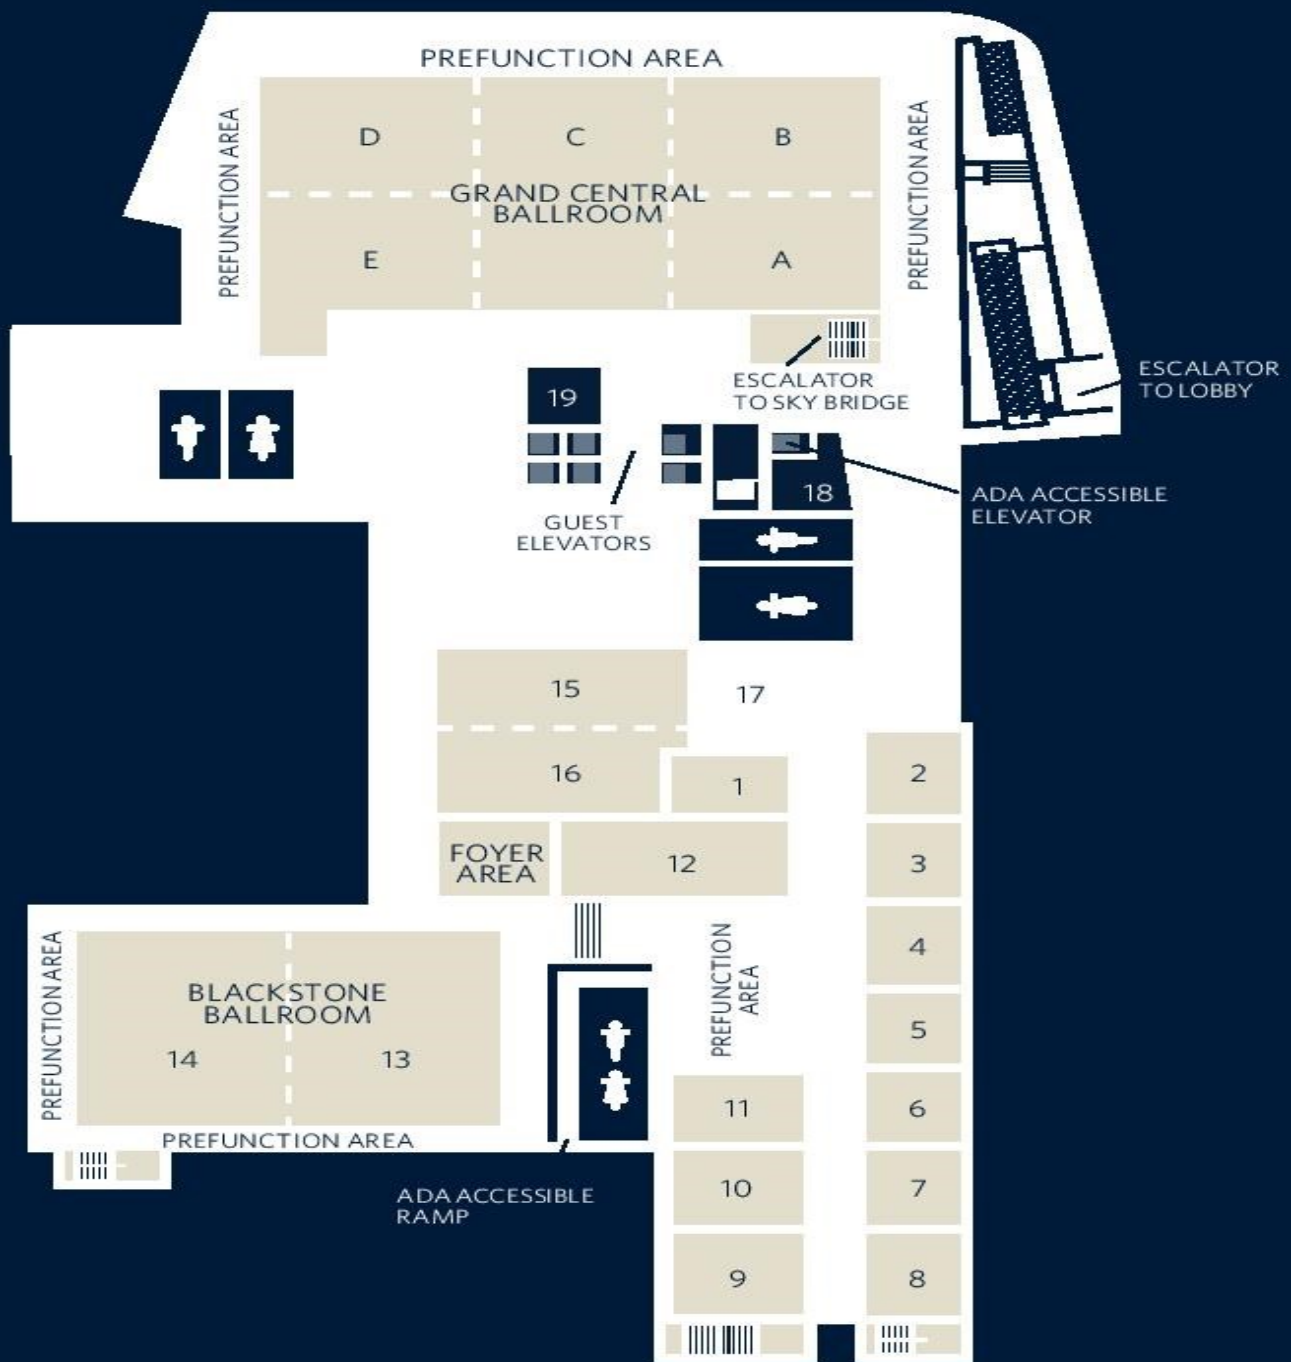 PREFUNCTION AREA
PREFUNCTION AREA
D
C
B
PREFUNCTION AREA
GRAND CENTRAL
BALLROOM
E
A
ESCALATOR
TO SKY BRIDGE
ESCALATOR
TO LOBBY
19
18
ADA ACCESSIBLE
ELEVATOR
GUEST
ELEVATORS
15
17
16
1
2
FOYER
AREA
12
3
PREFUNCTION AREA
BLACKSTONE
BALLROOM
14
13
PREFUNCTION
AREA
4
5
PREFUNCTION AREA
11
6
ADA ACCESSIBLE
RAMP
10
7
9
8